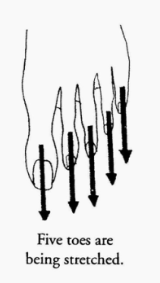 Five toes are
being stretched.